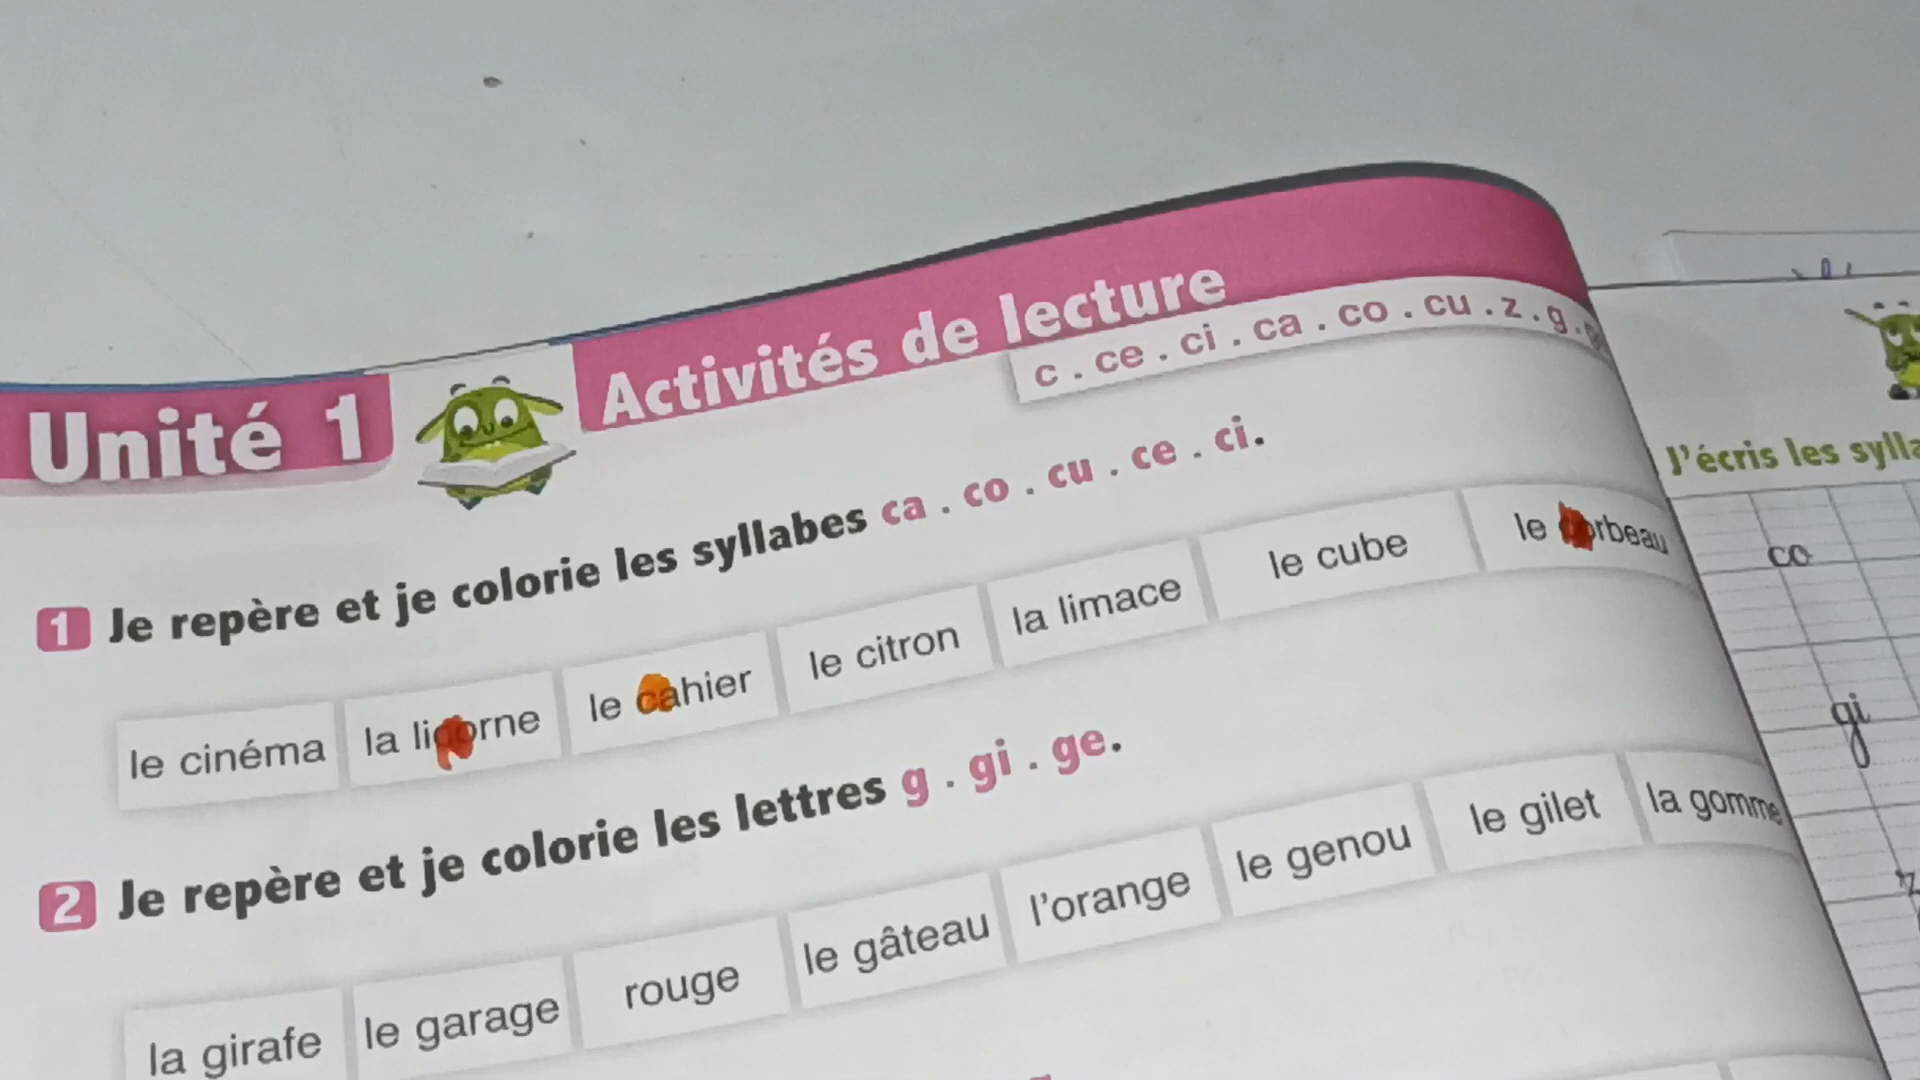 Unité 1 Activités de lecture
c . ce . ci . ca . co . cu . z . g .
1 Je repère et je colorie les syllabes ca . co . cu . ce . ci .
le cinéma la licorne le cahier le citron la limace le cube le corbeau
2 Je repère et je colorie les lettres g . gi . ge .
la girafe le garage rouge le gâteau l'orange le genou le gilet la gomme
J'écris les sylla
co
gi